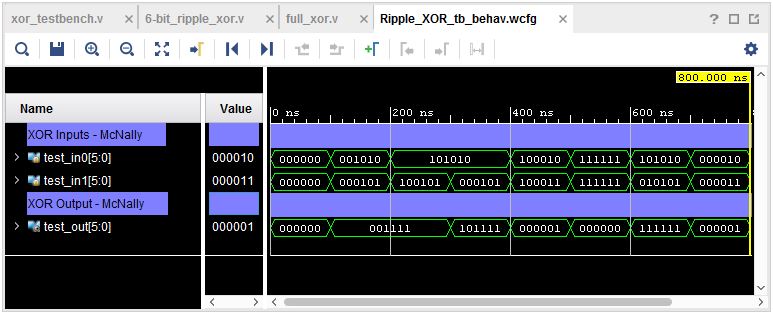 xor_testbench.v × 6-bit_ripple_xor.v × full_xor.v × Ripple_XOR_tb_behav.wcfg ×
800.000 ns
Name Value
0 ns 200 ns 400 ns 600 ns
XOR Inputs - McNally
test_in0[5:0] 000010 000000 001010 101010 100010 111111 101010 000010
test_in1[5:0] 000011 000000 000101 100101 000101 100011 111111 010101 000011
XOR Output - McNally
test_out[5:0] 000001 000000 001111 101111 000001 000000 111111 000001